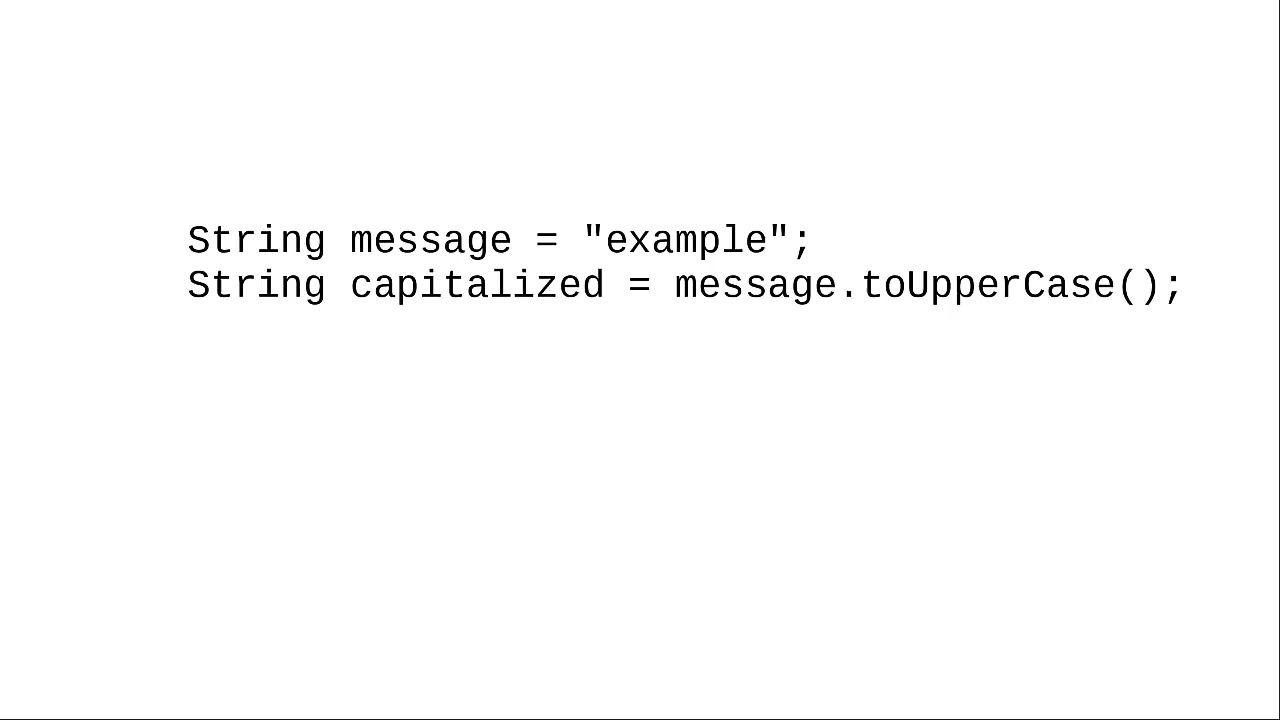 String message = "example";
String capitalized = message.toUpperCase();